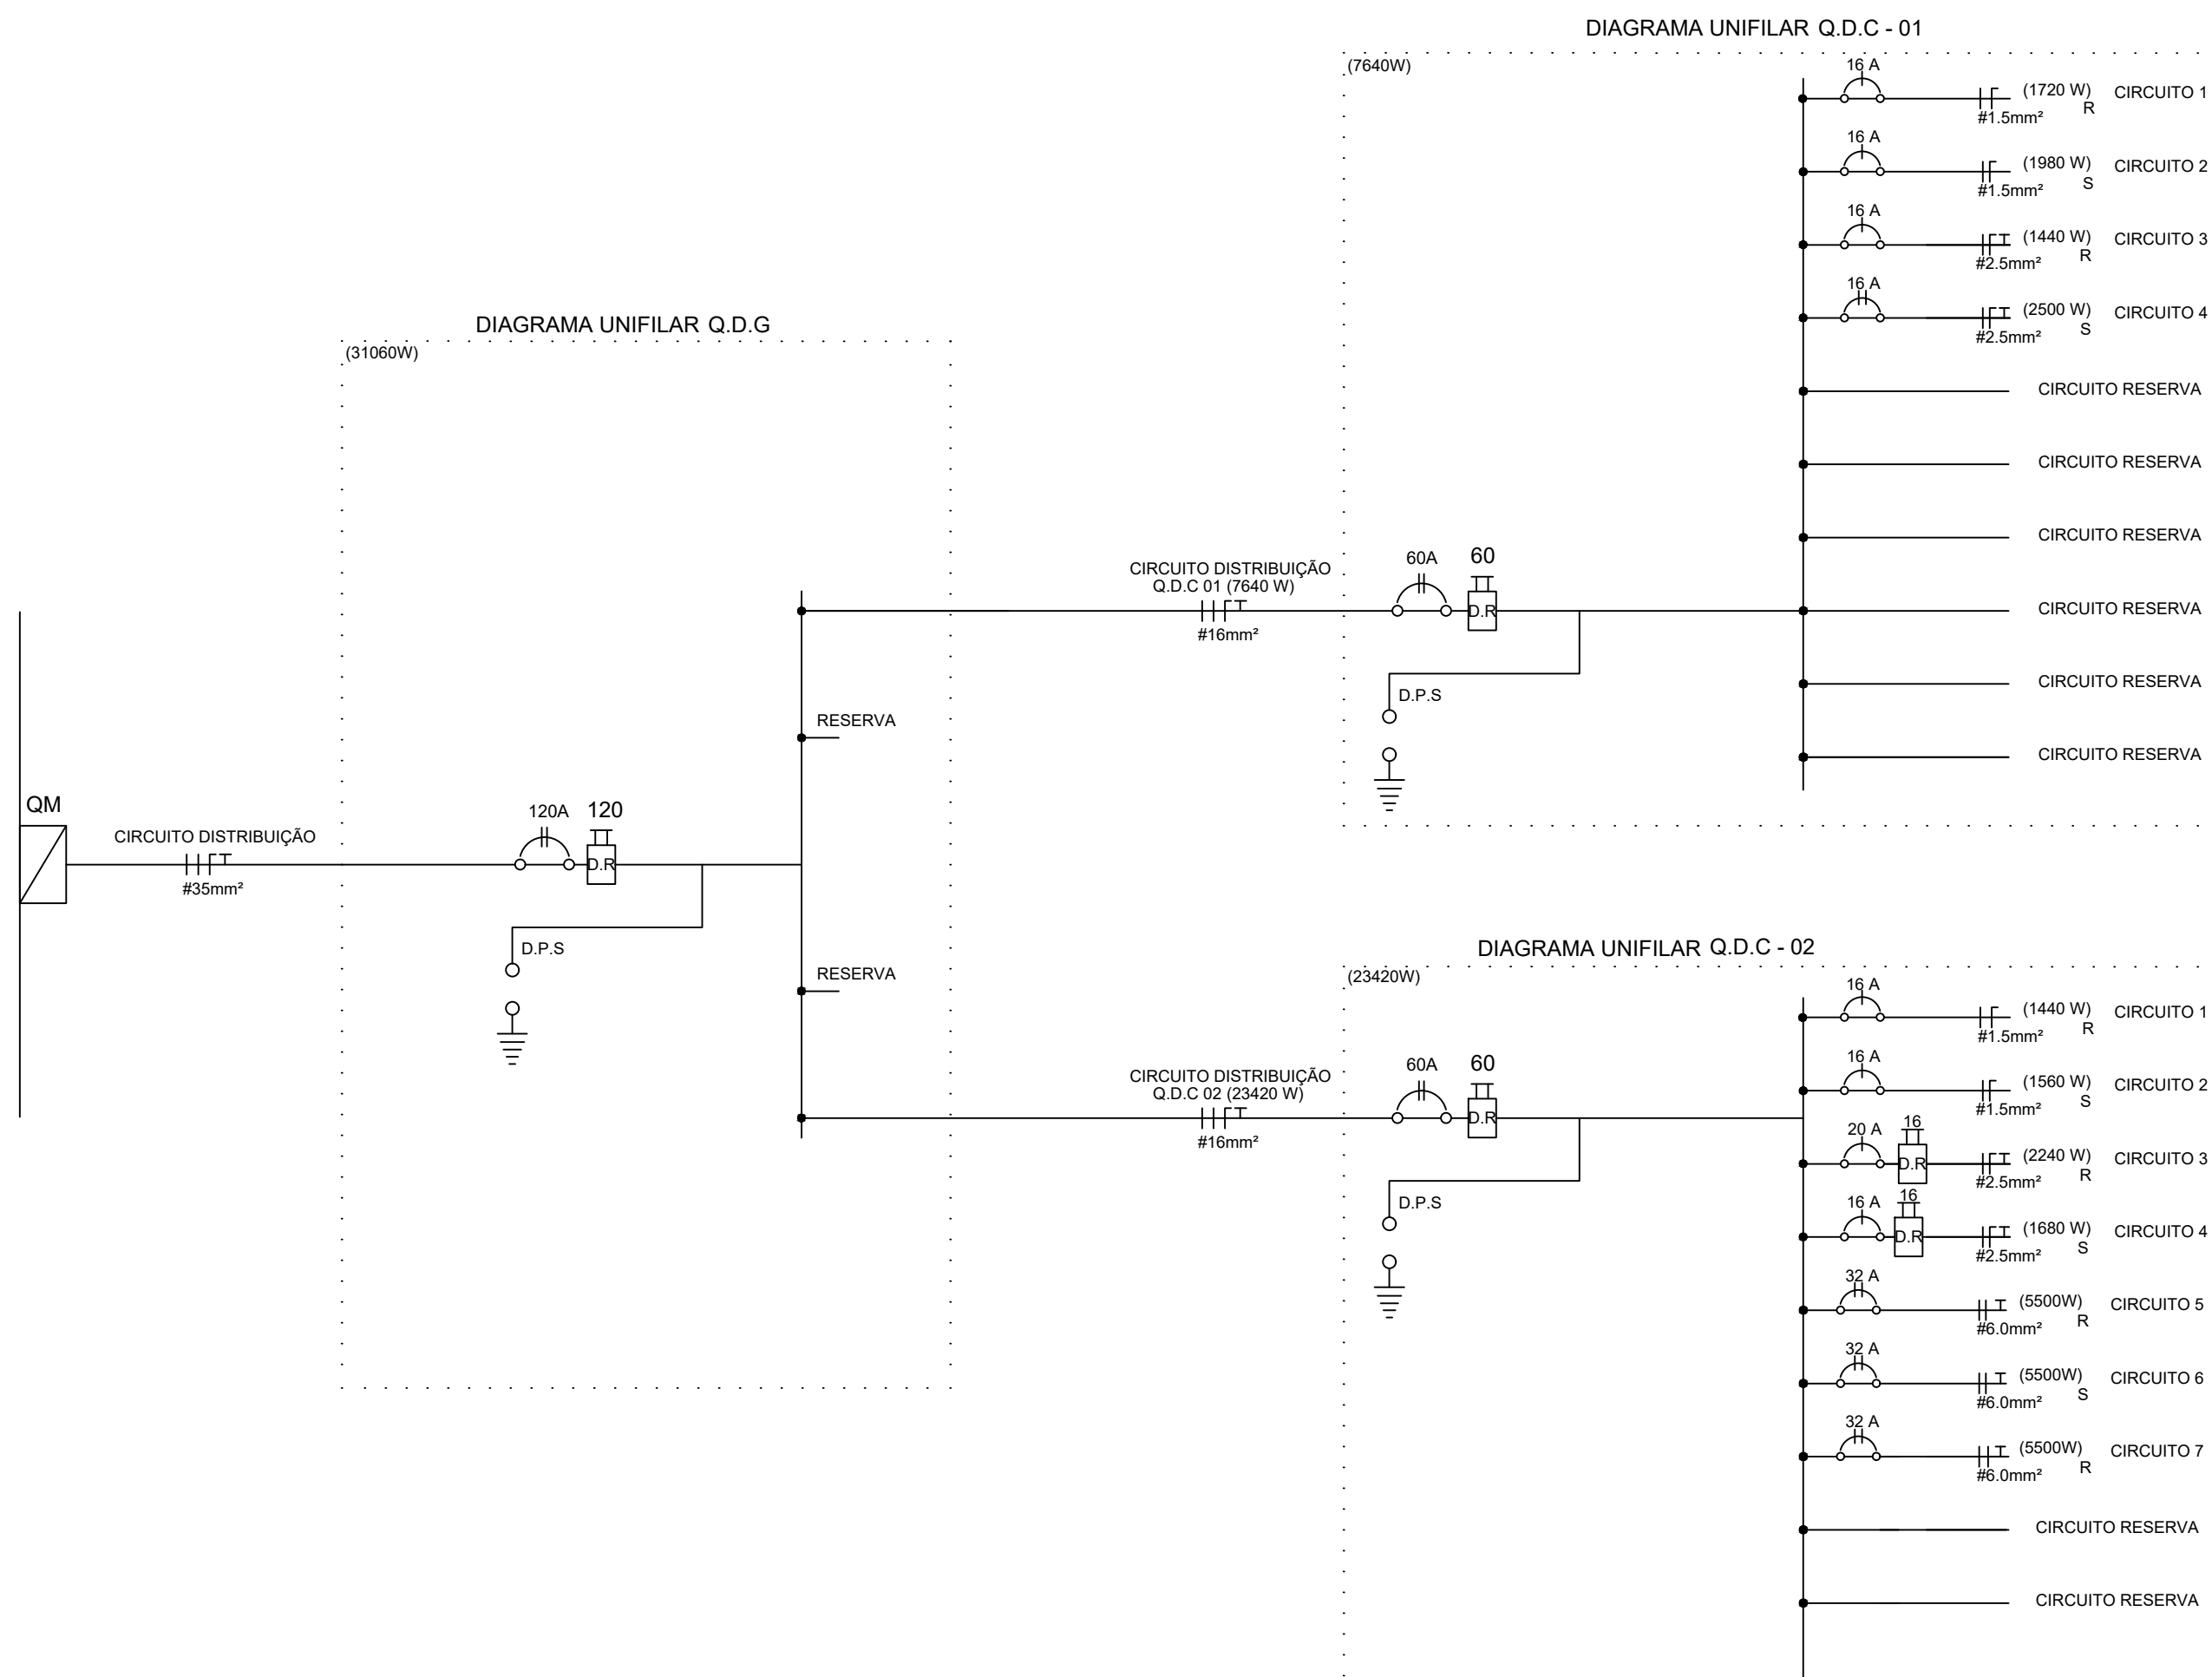 DIAGRAMA UNIFILAR Q.D.C - 01
(7640W)
16 A
(1720 W)
CIRCUITO 1
R
#1.5mm²
16 A
(1980 W)
CIRCUITO 2
S
#1.5mm²
16 A
(1440 W)
CIRCUITO 3
R
#2.5mm²
16 A
(2500 W)
CIRCUITO 4
S
#2.5mm²
CIRCUITO RESERVA
CIRCUITO RESERVA
CIRCUITO RESERVA
CIRCUITO RESERVA
CIRCUITO RESERVA
CIRCUITO RESERVA
60A
60
D.R
D.P.S
CIRCUITO DISTRIBUIÇÃO
Q.D.C 01 (7640 W)
#16mm²
DIAGRAMA UNIFILAR Q.D.G
(31060W)
RESERVA
120A
120
D.R
D.P.S
RESERVA
QM
CIRCUITO DISTRIBUIÇÃO
#35mm²
DIAGRAMA UNIFILAR Q.D.C - 02
(23420W)
CIRCUITO DISTRIBUIÇÃO
Q.D.C 02 (23420 W)
#16mm²
60A
60
D.R
D.P.S
16 A
(1440 W)
CIRCUITO 1
R
#1.5mm²
16 A
(1560 W)
CIRCUITO 2
S
#1.5mm²
20 A
16
D.R
(2240 W)
CIRCUITO 3
R
#2.5mm²
16 A
16
D.R
(1680 W)
CIRCUITO 4
S
#2.5mm²
32 A
(5500W)
CIRCUITO 5
R
#6.0mm²
32 A
(5500W)
CIRCUITO 6
S
#6.0mm²
32 A
(5500W)
CIRCUITO 7
R
#6.0mm²
CIRCUITO RESERVA
CIRCUITO RESERVA